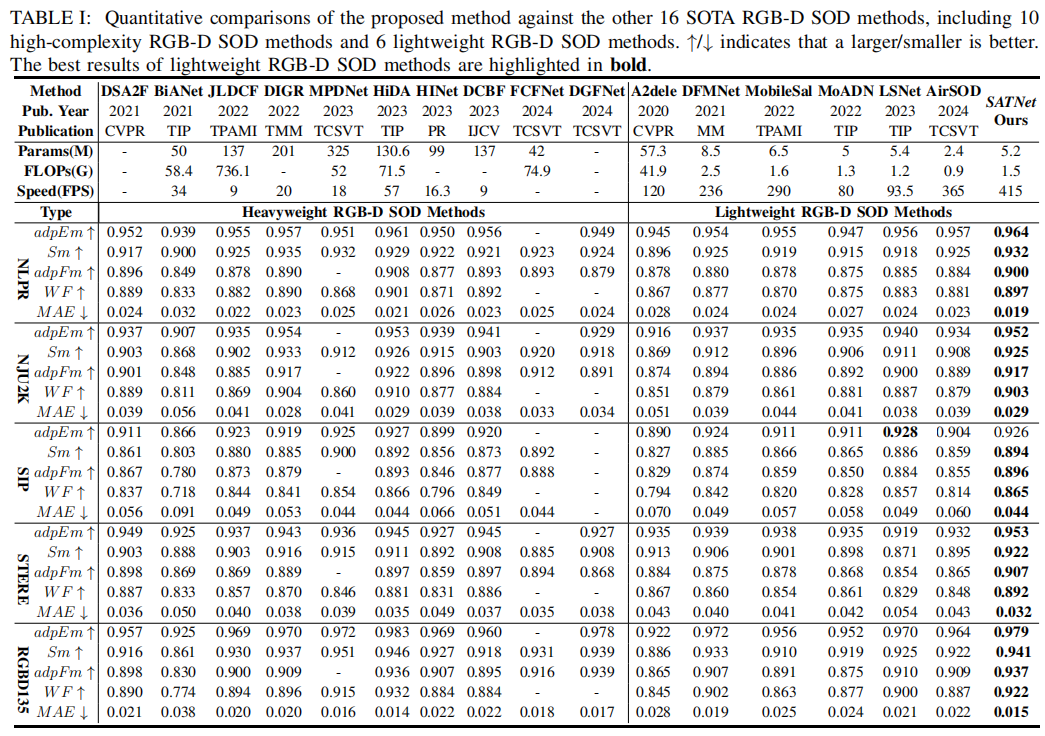 TABLE I: Quantitative comparisons of the proposed method against the other 16 SOTA RGB-D SOD methods, including 10
high-complexity RGB-D SOD methods and 6 lightweight RGB-D SOD methods. ↑/↓ indicates that a larger/smaller is better.
The best results of lightweight RGB-D SOD methods are highlighted in bold.
Method DSA2F BiANet JLDCF DIGR MPDNet HiDA HINet DCBF FCFNet DGFNet A2dele DFMNet MobileSal MoADN LSNet AirSOD SATNet
Pub. Year 2021 2021 2022 2022 2023 2023 2023 2023 2024 2024 2020 2021 2022 2022 2023 2024 Ours
Publication CVPR TIP TPAMI TMM TCSVT TIP PR IJCV TCSVT TCSVT CVPR MM TPAMI TIP TIP TCSVT
Params(M) - 50 137 201 325 130.6 99 137 42 - 57.3 8.5 6.5 5 5.4 2.4 5.2
FLOPs(G) - 58.4 736.1 - 52 71.5 - - 74.9 - 41.9 2.5 1.6 1.3 1.2 0.9 1.5
Speed(FPS) - 34 9 20 18 57 16.3 9 - - 120 236 290 80 93.5 365 415
Type Heavyweight RGB-D SOD Methods Lightweight RGB-D SOD Methods
NLPR
adpEm ↑ 0.952 0.939 0.955 0.957 0.951 0.961 0.950 0.956 - 0.949 0.945 0.954 0.955 0.947 0.956 0.957 0.964
Sm ↑ 0.917 0.900 0.925 0.935 0.932 0.929 0.922 0.921 0.923 0.924 0.896 0.925 0.919 0.915 0.918 0.925 0.932
adpFm ↑ 0.896 0.849 0.878 0.890 - 0.908 0.877 0.893 0.893 0.879 0.878 0.880 0.878 0.875 0.885 0.884 0.900
WF ↑ 0.889 0.833 0.882 0.890 0.868 0.901 0.871 0.892 - - 0.867 0.877 0.870 0.875 0.883 0.881 0.897
MAE ↓ 0.024 0.032 0.022 0.023 0.025 0.021 0.026 0.023 0.025 0.024 0.028 0.024 0.024 0.027 0.024 0.023 0.019
NJU2K
adpEm ↑ 0.937 0.907 0.935 0.954 - 0.953 0.939 0.941 - 0.929 0.916 0.937 0.935 0.935 0.940 0.934 0.952
Sm ↑ 0.903 0.868 0.902 0.933 0.912 0.926 0.915 0.903 0.920 0.918 0.869 0.912 0.896 0.906 0.911 0.908 0.925
adpFm ↑ 0.901 0.848 0.885 0.917 - 0.922 0.896 0.898 0.912 0.891 0.874 0.894 0.886 0.892 0.900 0.889 0.917
WF ↑ 0.889 0.811 0.869 0.904 0.860 0.910 0.877 0.884 - - 0.851 0.879 0.861 0.881 0.887 0.879 0.903
MAE ↓ 0.039 0.056 0.041 0.028 0.041 0.029 0.039 0.038 0.033 0.034 0.051 0.039 0.044 0.041 0.038 0.039 0.029
SIP
adpEm ↑ 0.911 0.866 0.923 0.919 0.925 0.927 0.899 0.920 - - 0.890 0.924 0.911 0.911 0.928 0.904 0.926
Sm ↑ 0.861 0.803 0.880 0.885 0.900 0.892 0.856 0.873 0.892 - 0.827 0.885 0.866 0.865 0.886 0.859 0.894
adpFm ↑ 0.867 0.780 0.873 0.879 - 0.893 0.846 0.877 0.888 - 0.829 0.874 0.859 0.850 0.884 0.855 0.896
WF ↑ 0.837 0.718 0.844 0.841 0.854 0.866 0.796 0.849 - - 0.794 0.842 0.820 0.828 0.857 0.814 0.865
MAE ↓ 0.056 0.091 0.049 0.053 0.044 0.044 0.066 0.051 0.044 - 0.070 0.049 0.057 0.058 0.049 0.060 0.044
STERE
adpEm ↑ 0.949 0.925 0.937 0.943 0.936 0.945 0.927 0.945 - 0.927 0.935 0.939 0.938 0.935 0.919 0.932 0.953
Sm ↑ 0.903 0.888 0.903 0.916 0.915 0.911 0.892 0.908 0.885 0.908 0.913 0.906 0.901 0.898 0.871 0.895 0.922
adpFm ↑ 0.898 0.869 0.869 0.889 - 0.897 0.859 0.897 0.894 0.868 0.884 0.875 0.878 0.868 0.854 0.865 0.907
WF ↑ 0.887 0.833 0.857 0.870 0.846 0.881 0.831 0.886 - - 0.867 0.860 0.854 0.861 0.829 0.848 0.892
MAE ↓ 0.036 0.050 0.040 0.038 0.039 0.035 0.049 0.037 0.035 0.038 0.043 0.040 0.041 0.042 0.054 0.043 0.032
RGBD135
adpEm ↑ 0.957 0.925 0.969 0.970 0.972 0.983 0.969 0.960 - 0.978 0.922 0.972 0.956 0.952 0.970 0.964 0.979
Sm ↑ 0.916 0.861 0.930 0.937 0.951 0.946 0.927 0.918 0.931 0.939 0.886 0.933 0.910 0.919 0.925 0.922 0.941
adpFm ↑ 0.898 0.830 0.900 0.909 - 0.936 0.907 0.895 0.916 0.939 0.865 0.907 0.891 0.875 0.910 0.909 0.937
WF ↑ 0.890 0.774 0.894 0.896 0.915 0.932 0.884 0.884 - - 0.845 0.902 0.863 0.877 0.900 0.887 0.922
MAE ↓ 0.021 0.038 0.020 0.020 0.016 0.014 0.022 0.022 0.018 0.017 0.028 0.019 0.025 0.024 0.021 0.022 0.015